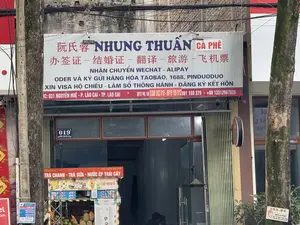 阮氏蓉 NHUNG THUẤN CÀ PHÊ
办签证 - 结婚证 - 翻译 - 旅游 - 飞机票
NHẬN CHUYỂN WECHAT - ALIPAY
ODER VÀ KÝ GỬI HÀNG HÓA TAOBAO, 1688, PINDUODUO
XIN VISA HỘ CHIẾU - LÀM SỔ THÔNG HÀNH - ĐĂNG KÝ KẾT HÔN
019
TRÀ CHANH - TRÀ SỮA - NƯỚC ÉP TRÁI CÂY